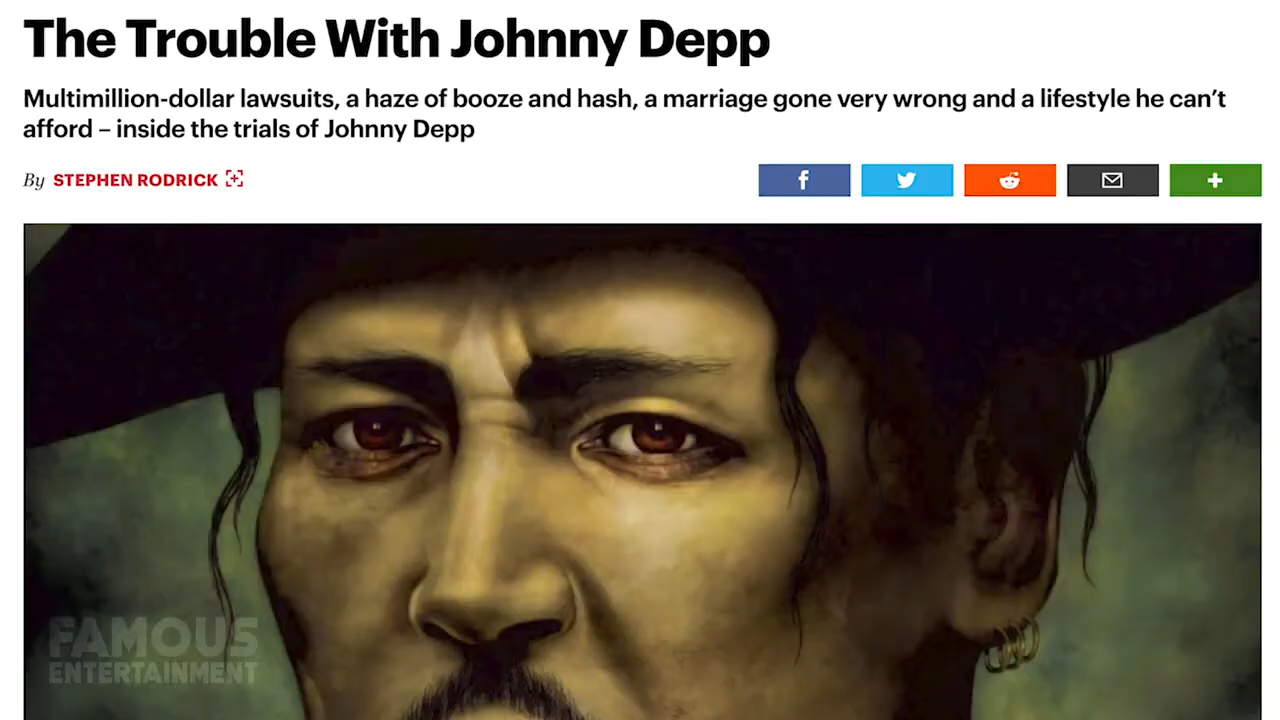 The Trouble With Johnny Depp
Multimillion-dollar lawsuits, a haze of booze and hash, a marriage gone very wrong and a lifestyle he can’t
afford – inside the trials of Johnny Depp
By STEPHEN RODRICK
FAMOUS
ENTERTAINMENT